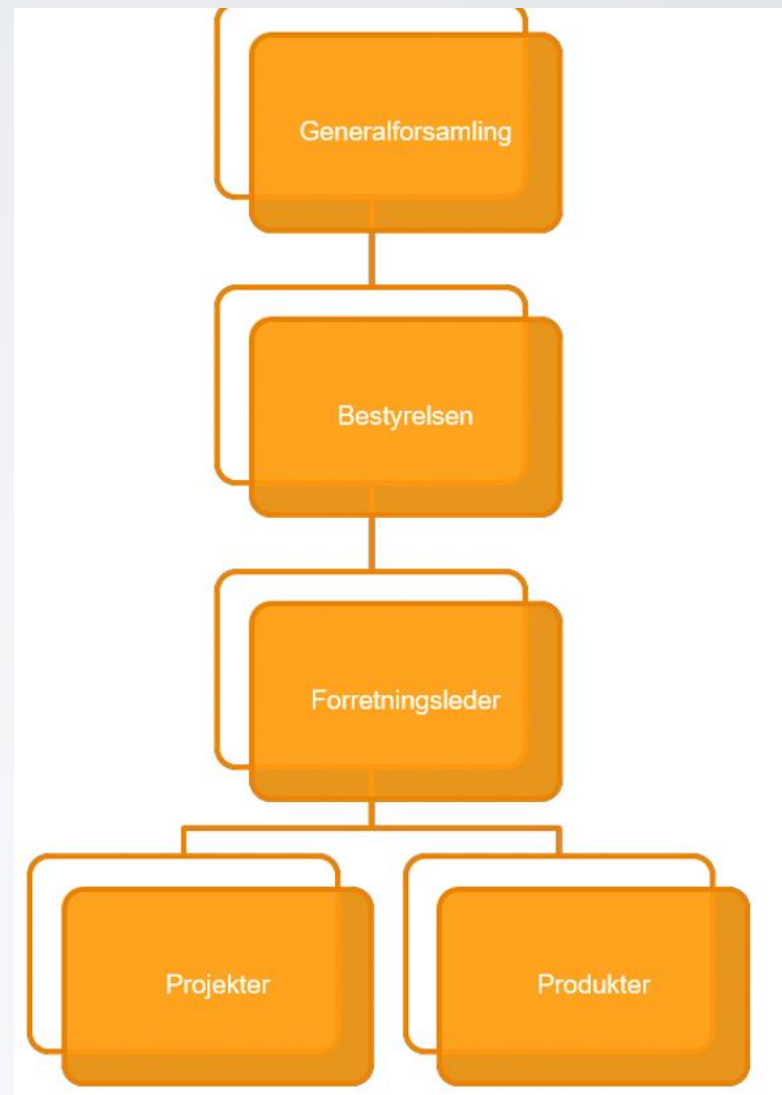 Generalforsamling
Bestyrelsen
Forretningsleder
Projekter
Produkter